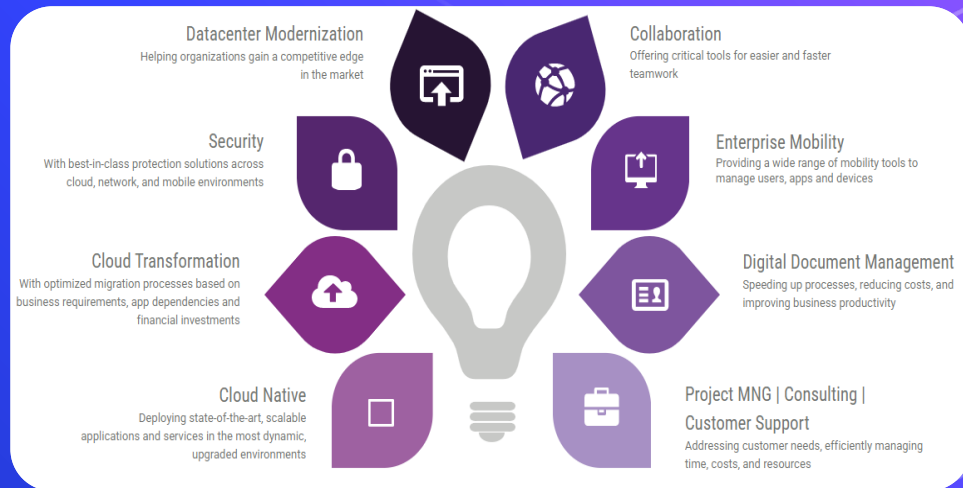 Datacenter Modernization
Helping organizations gain a competitive edge
in the market
Security
With best-in-class protection solutions across
cloud, network, and mobile environments
Cloud Transformation
With optimized migration processes based on
business requirements, app dependencies and
financial investments
Cloud Native
Deploying state-of-the-art, scalable
applications and services in the most dynamic,
upgraded environments
Collaboration
Offering critical tools for easier and faster
teamwork
Enterprise Mobility
Providing a wide range of mobility tools to
manage users, apps and devices
Digital Document Management
Speeding up processes, reducing costs, and
improving business productivity
Project MNG | Consulting |
Customer Support
Addressing customer needs, efficiently managing
time, costs, and resources